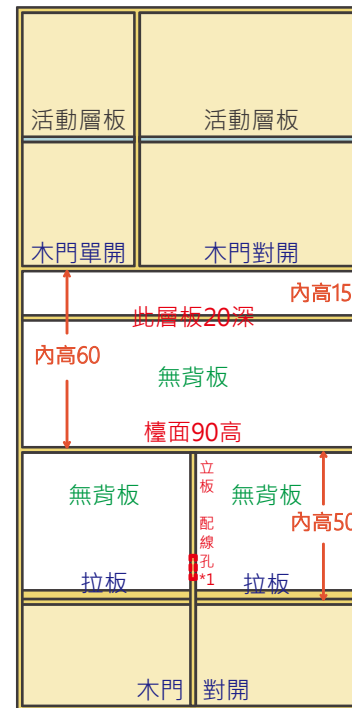 活動層板 活動層板
木門單開 木門對開
內高15
此層板20深
內高60
無背板
檯面90高
無背板 立板 配線孔*1 無背板
內高50
拉板 拉板
木門 對開